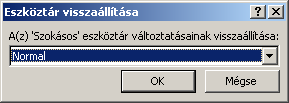 Eszköztár visszaállítása
A(z) 'Szokásos' eszköztár változtatásainak visszaállítása:
Normal
OK
Mégse